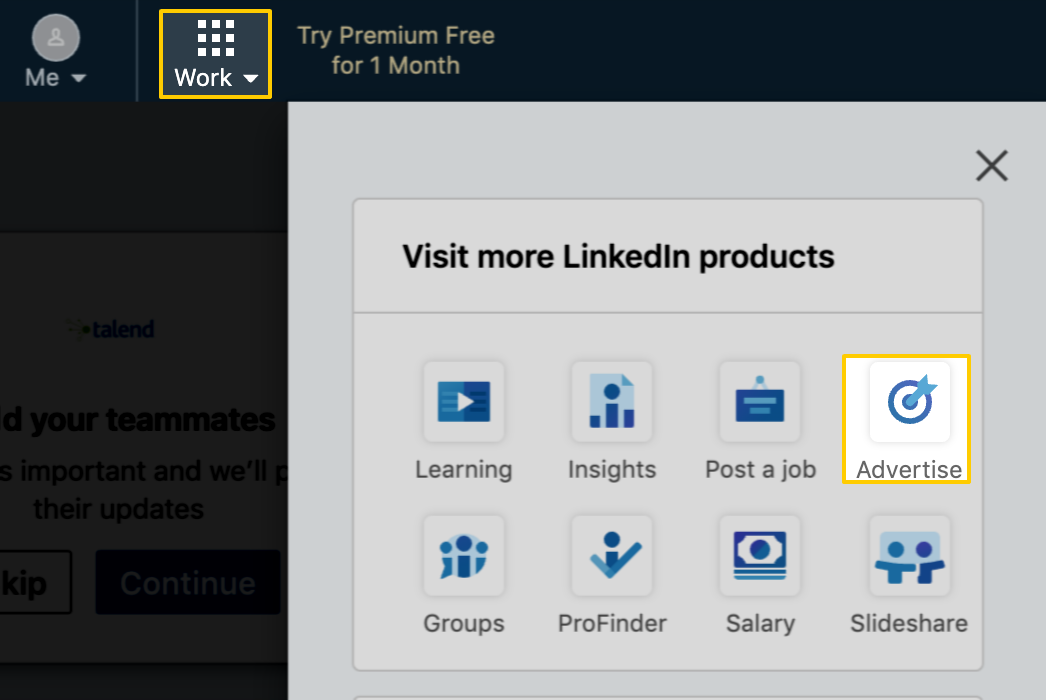 Me
Work
Try Premium Free
for 1 Month
Visit more LinkedIn products
talend
d your teammates
s important and we'll p
their updates
kip
Continue
Learning
Insights
Post a job
Advertise
Groups
ProFinder
Salary
Slideshare